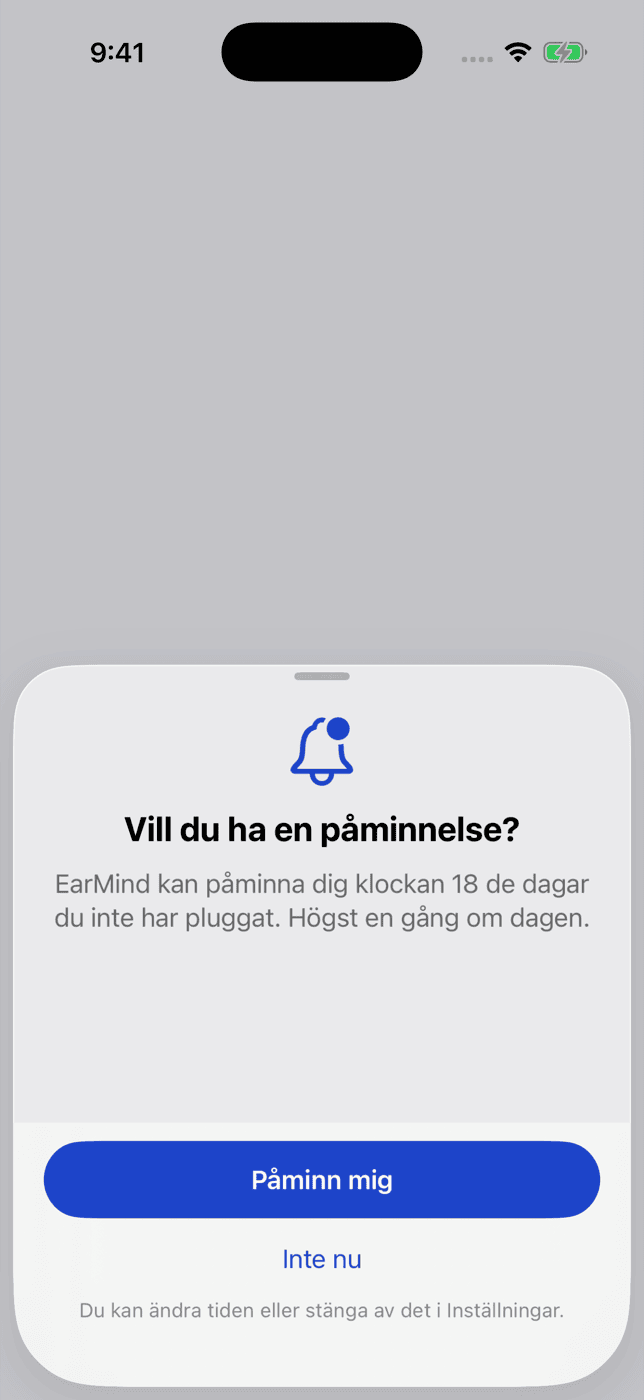 9:41
Vill du ha en påminnelse?
EarMind kan påminna dig klockan 18 de dagar
du inte har pluggat. Högst en gång om dagen.
Påminn mig
Inte nu
Du kan ändra tiden eller stänga av det i Inställningar.